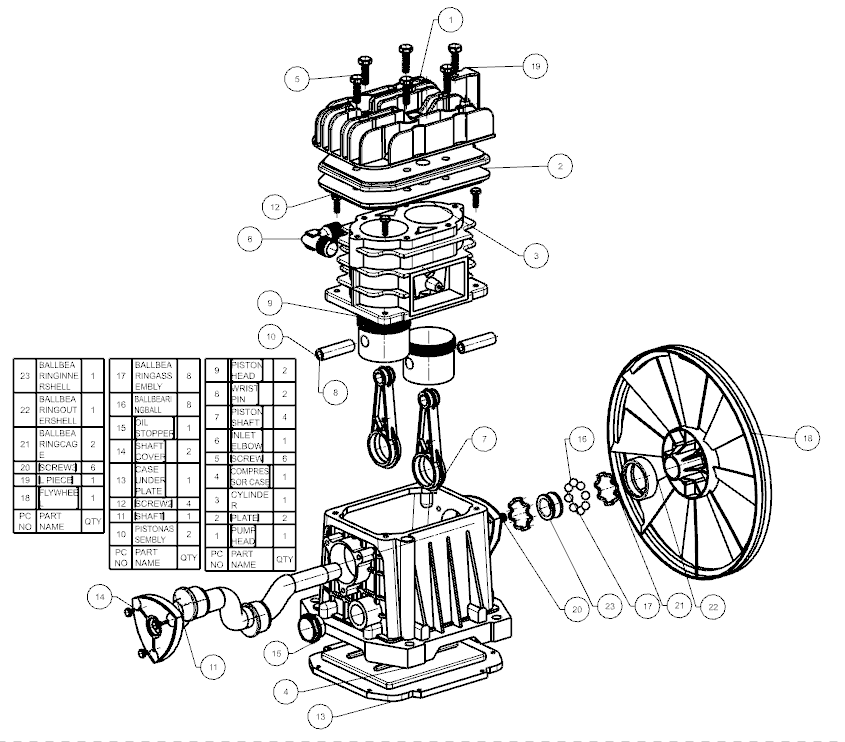 1
19
5
2
12
6
3
9
10
8
7
16
18
14
11
15
20
23
17
21
22
4
13
23 BALLBEA
RINGINNE
RSHELL 1
22 BALLBEA
RINGOUT
ERSHELL 1
21 BALLBEA
RINGCAG
E 2
20 SCREW3 6
19 L PIECE 1
18 FLYWHEE
L 1
PC
NO PART
NAME QTY
17 BALLBEA
RINGASS
EMBLY 8
16 BALLBEARI
NGBALL 8
15 OIL
STOPPER 1
14 SHAFT
COVER 2
13 CASE
UNDER
PLATE 1
12 SCREW2 4
11 SHAFT 1
10 PISTONAS
SEMBLY 2
PC
NO PART
NAME QTY
9 PISTON
HEAD 2
8 WRIST
PIN 2
7 PISTON
SHAFT 4
6 INLET
ELBOW 1
5 SCREW 6
4 COMPRES
SOR CASE 1
3 CYLINDE
R 1
2 PLATE 2
1 PUMP
HEAD 1
PC
NO PART
NAME QTY